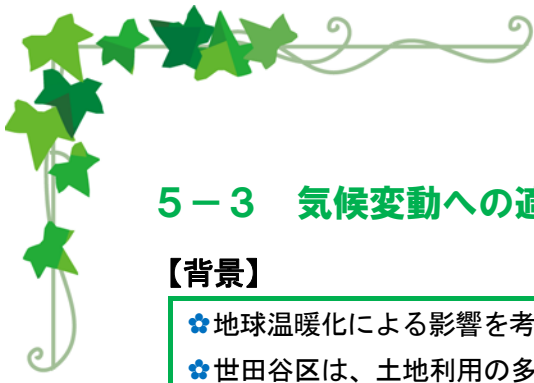 ５－３　気候変動への適
【背景】
✿地球温暖化による影響を考
✿世田谷区は、土地利用の多